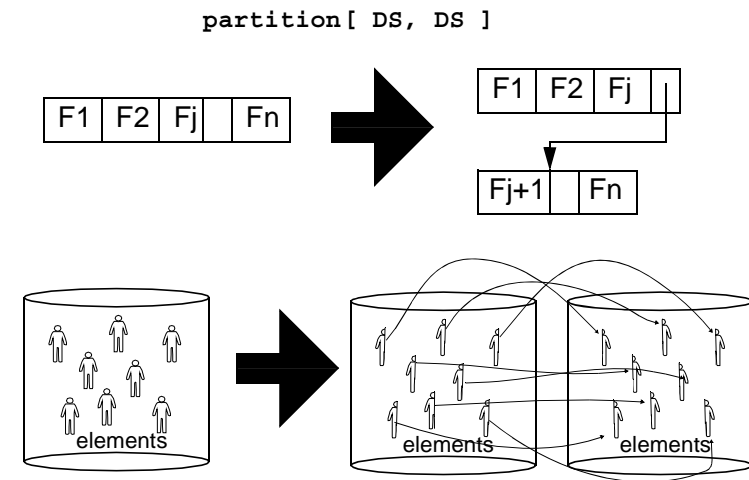 partition[ DS, DS ]
F1 F2 Fj Fn
F1 F2 Fj
Fj+1 Fn
elements
elements
elements